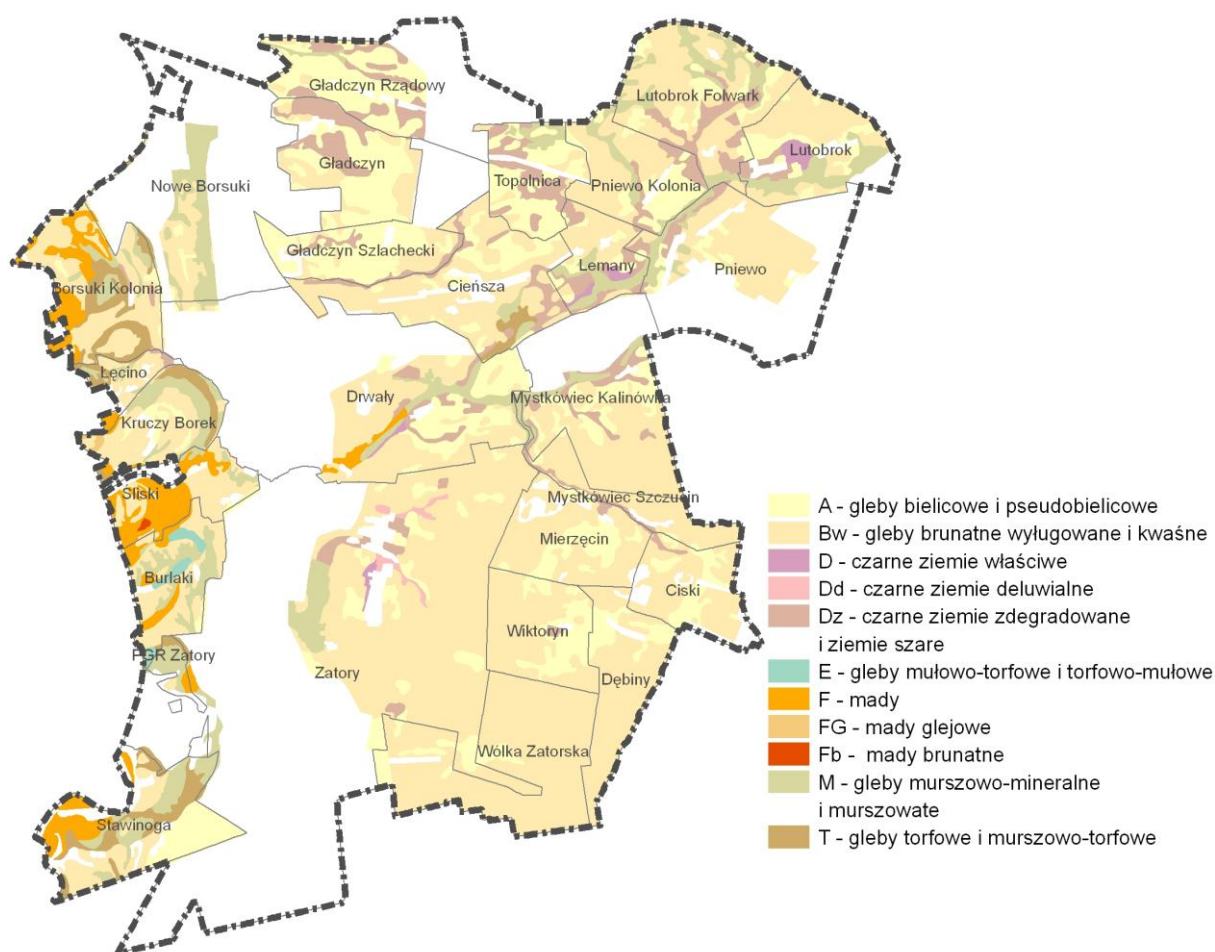 Gładczyn Rządowy
Lutobrok Folwark
Lutobrok
Gładczyn
Nowe Borsuki
Topolnica
Pniewo Kolonia
Gładczyn Szlachecki
Lemany
Pniewo
Cieńsza
Borsuki Kolonia
Łęcino
Drwały
Mystkówiec Kalinówka
Kruczy Borek
Śliski
Mystkówiec Szczucin
Mierzęcin
Burlaki
Ciski
Wiktoryn
PGR Zatory
Zatory
Dębiny
Wólka Zatorska
Stawinoga
A - gleby bielicowe i pseudobielicowe
Bw - gleby brunatne wyługowane i kwaśne
D - czarne ziemie właściwe
Dd - czarne ziemie deluwialne
Dz - czarne ziemie zdegradowane
i ziemie szare
E - gleby mułowo-torfowe i torfowo-mułowe
F - mady
FG - mady glejowe
Fb - mady brunatne
M - gleby murszowo-mineralne
i murszowate
T - gleby torfowe i murszowo-torfowe